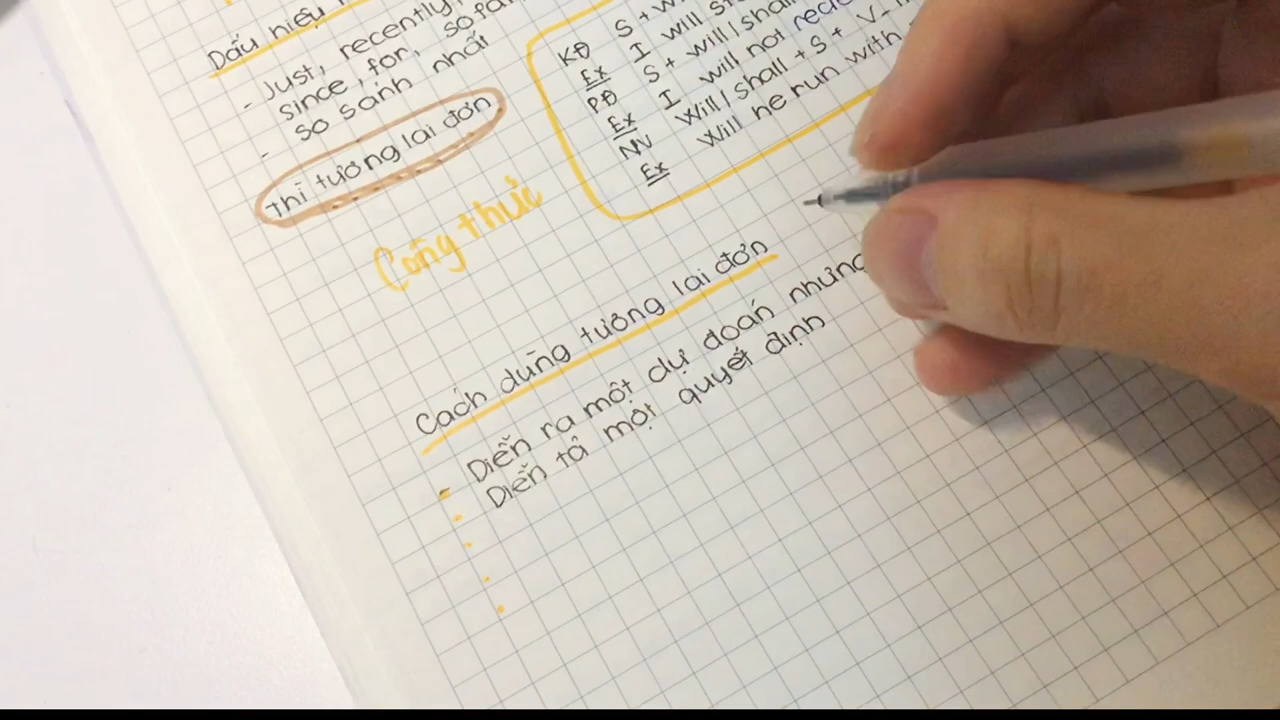 Dấu hiệu
- Just, recently,
since, for, so far
- so sánh nhất
Thì tương lai đơn
Công thức
KĐ S + w
Ex I will
PĐ S + will / shall
Ex I will not
NV Will / shall + S + V
Ex Will he run with
Cách dùng tương lai đơn
- Diễn ra một dự đoán nhưng
Diễn tả một quyết định